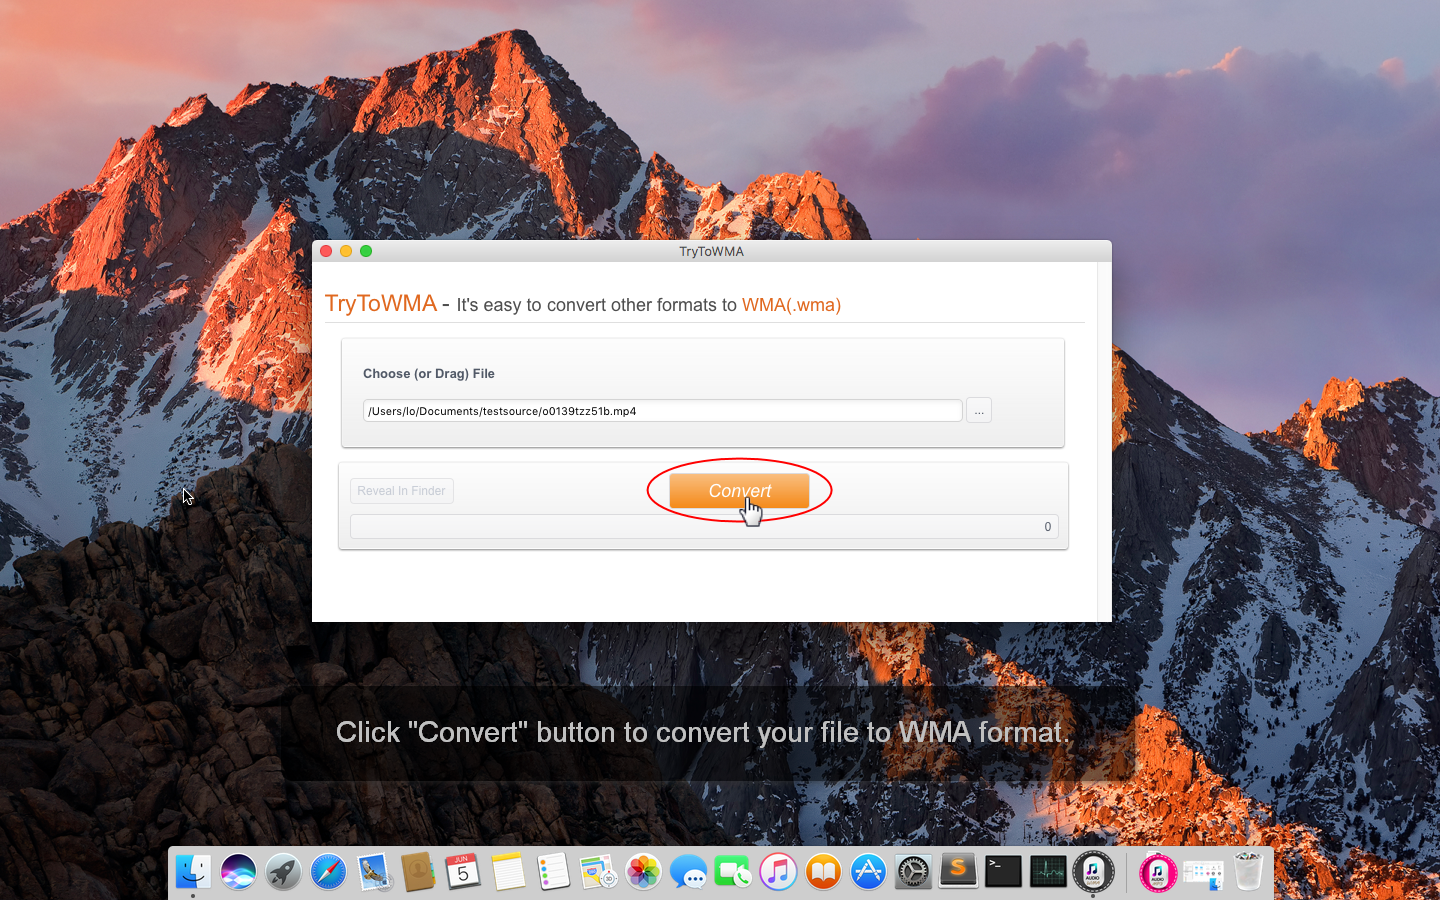 TryToWMA
TryToWMA - It's easy to convert other formats to WMA(.wma)
Choose (or Drag) File
/Users/lo/Documents/testsource/o0139tzz51b.mp4
...
Reveal In Finder
Convert
0
Click "Convert" button to convert your file to WMA format.
JUN
5
S
>_
AUDIO
AUDIO